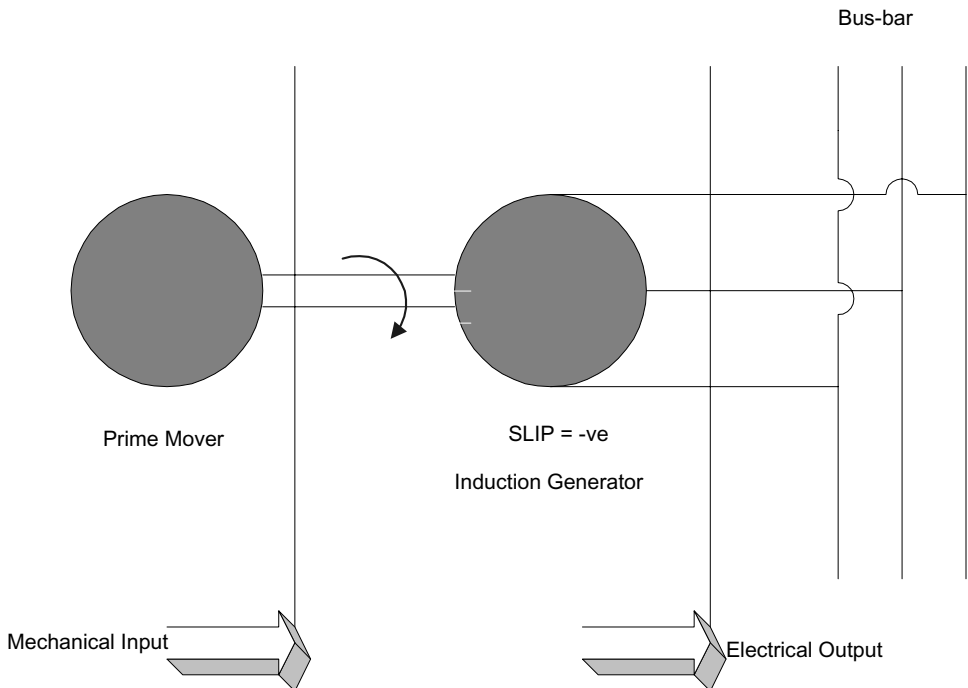 Bus-bar
Prime Mover
SLIP = -ve
Induction Generator
Mechanical Input
Electrical Output